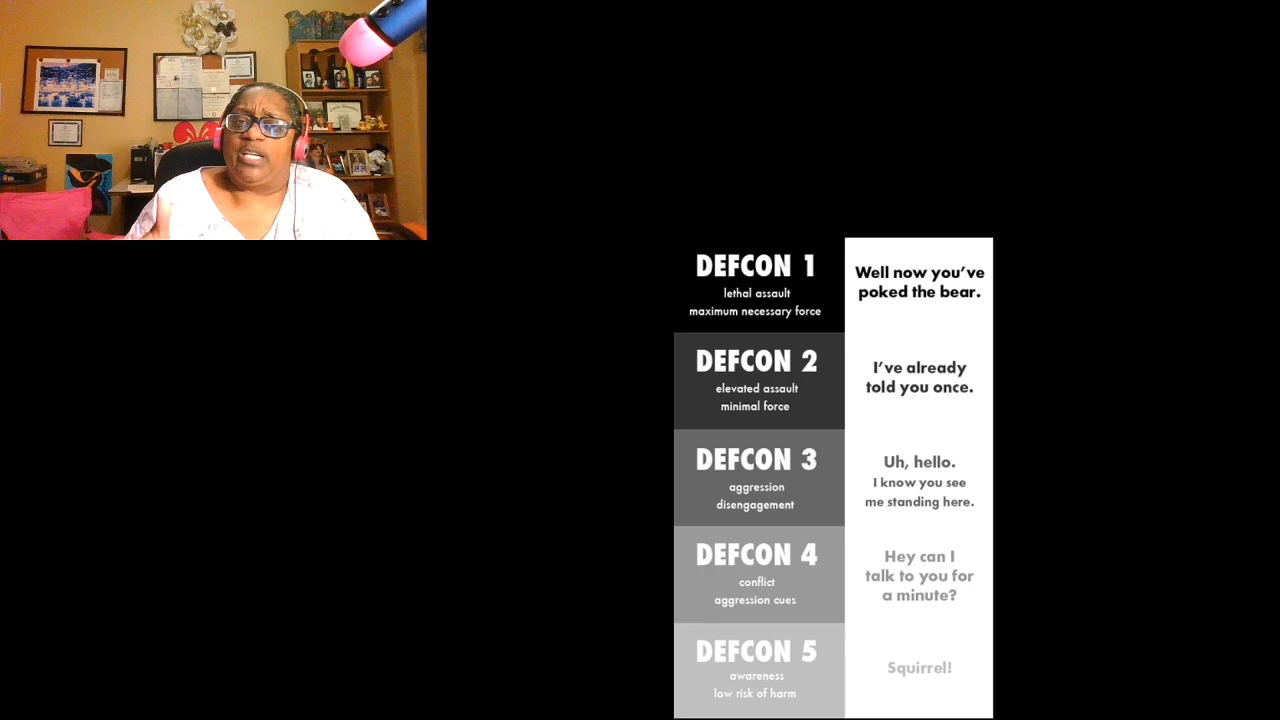 DEFCON 1
lethal assault
maximum necessary force
Well now you've
poked the bear.
DEFCON 2
elevated assault
minimal force
I've already
told you once.
DEFCON 3
aggression
disengagement
Uh, hello.
I know you see
me standing here.
DEFCON 4
conflict
aggression cues
Hey can I
talk to you for
a minute?
DEFCON 5
awareness
low risk of harm
Squirrel!